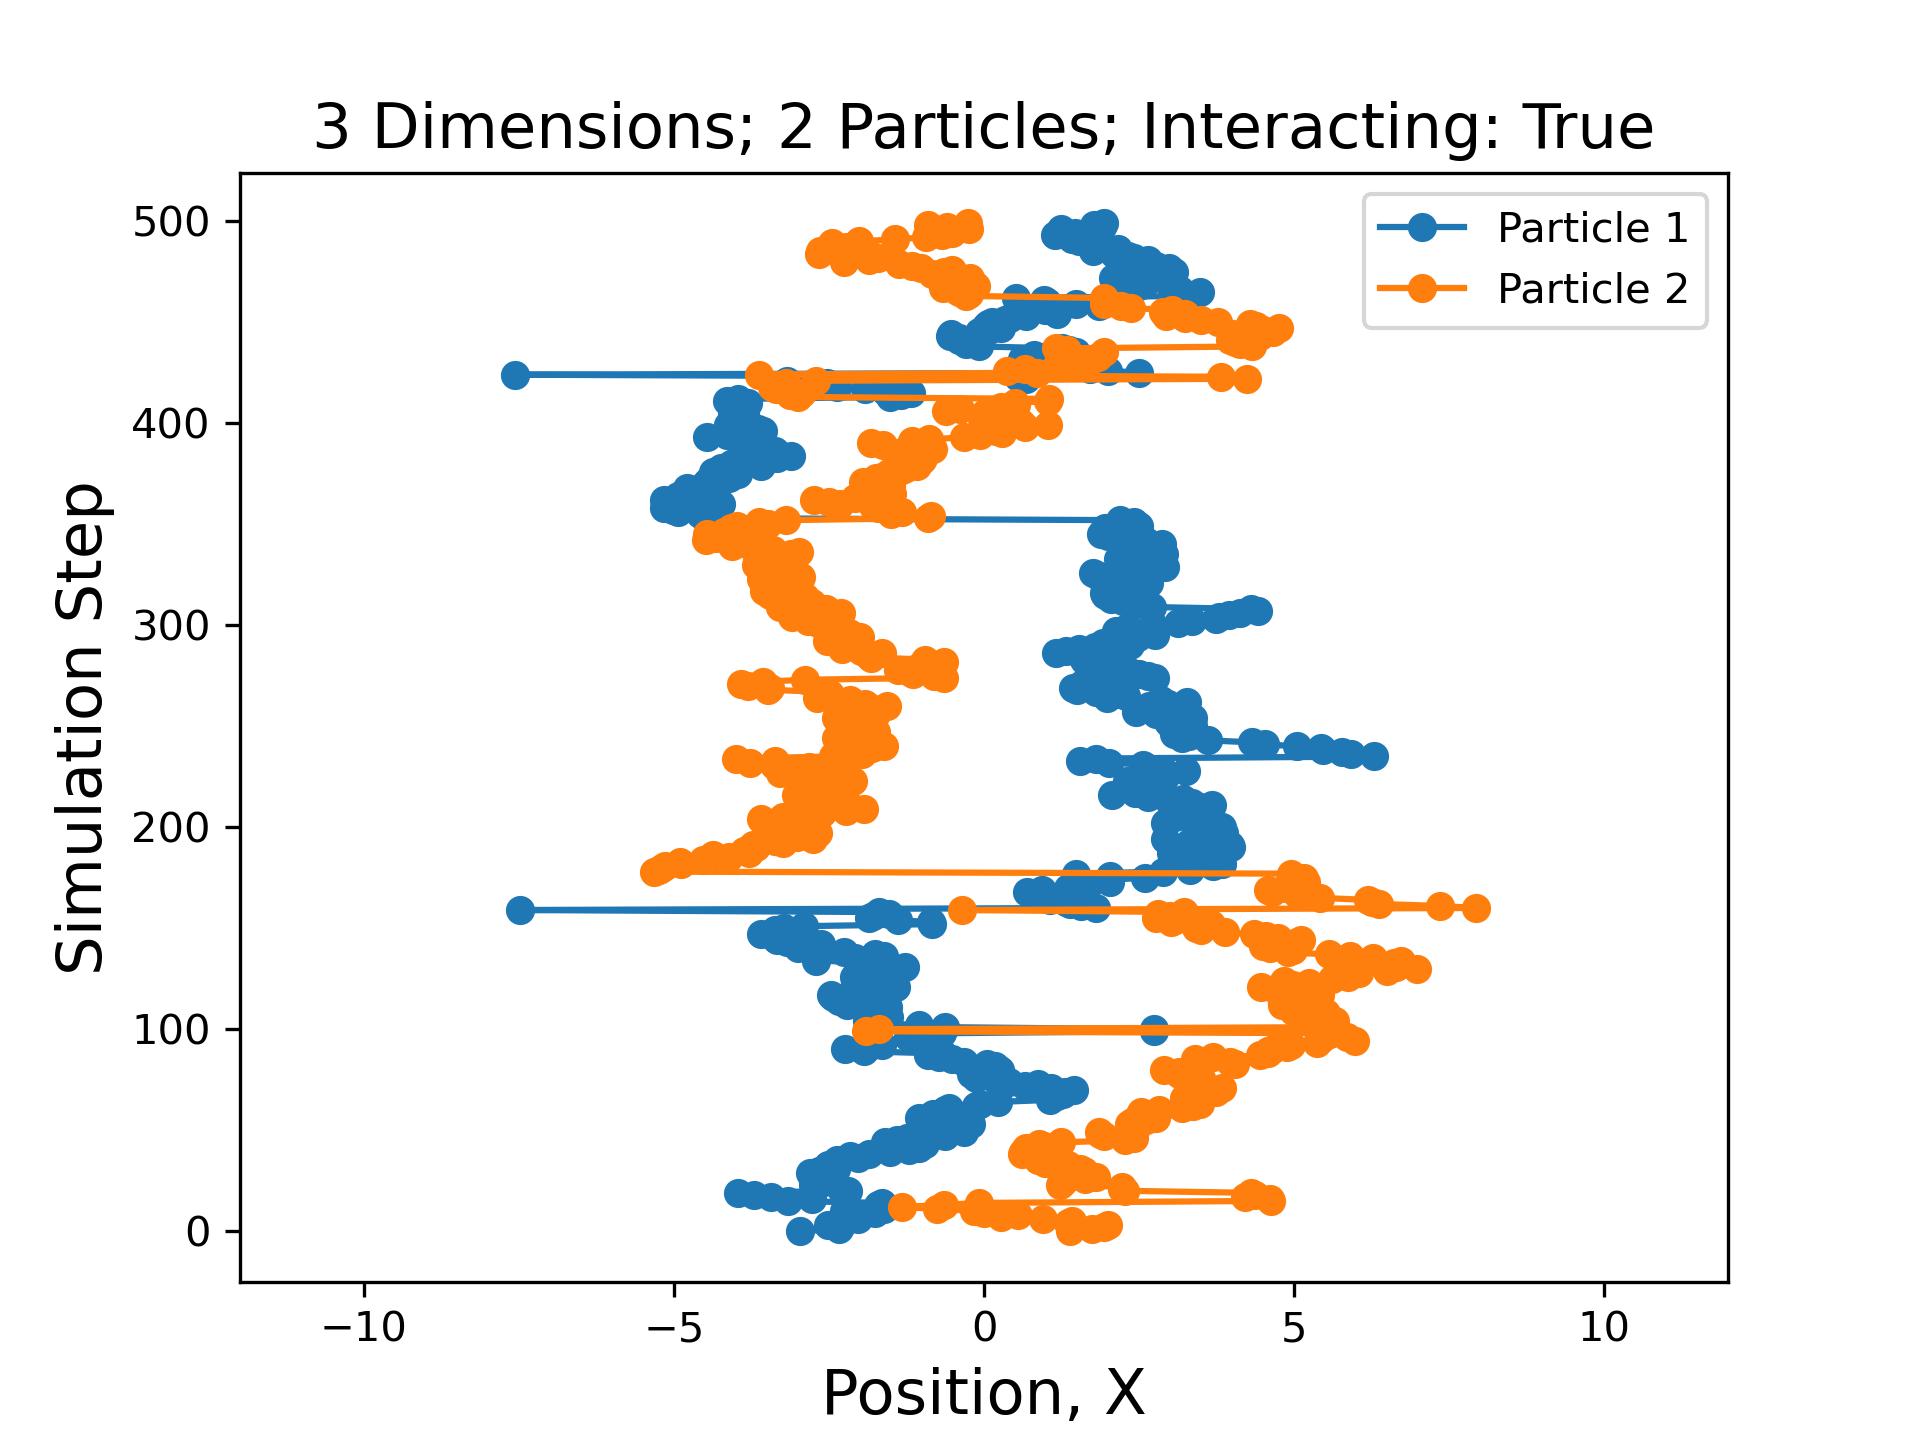 3 Dimensions; 2 Particles; Interacting: True
Particle 1
Particle 2
500
400
300
200
100
0
Simulation Step
−10
−5
0
5
10
Position, X